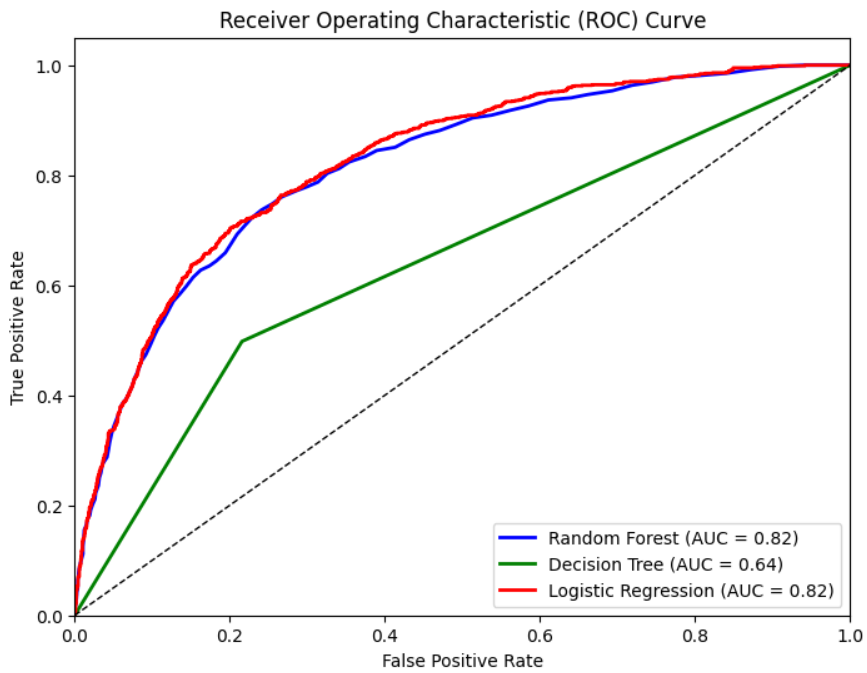 Receiver Operating Characteristic (ROC) Curve
True Positive Rate
1.0
0.8
0.6
0.4
0.2
0.0
Random Forest (AUC = 0.82)
Decision Tree (AUC = 0.64)
Logistic Regression (AUC = 0.82)
0.0 0.2 0.4 0.6 0.8 1.0
False Positive Rate